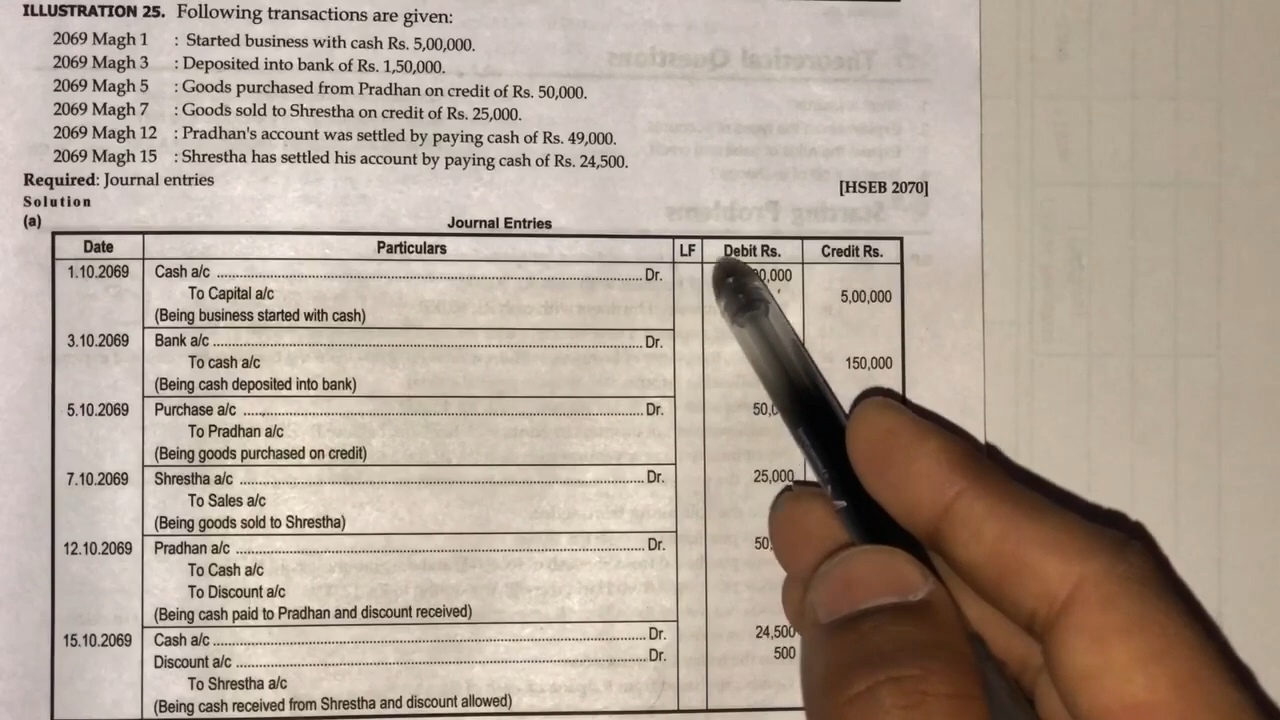 ILLUSTRATION 25. Following transactions are given:
2069 Magh 1 : Started business with cash Rs. 5,00,000.
2069 Magh 3 : Deposited into bank of Rs. 1,50,000.
2069 Magh 5 : Goods purchased from Pradhan on credit of Rs. 50,000.
2069 Magh 7 : Goods sold to Shrestha on credit of Rs. 25,000.
2069 Magh 12 : Pradhan's account was settled by paying cash of Rs. 49,000.
2069 Magh 15 : Shrestha has settled his account by paying cash of Rs. 24,500.
Required: Journal entries
[HSEB 2070]
Solution
(a) Journal Entries
Date Particulars LF Debit Rs. Credit Rs.
1.10.2069 Cash a/c ........ Dr.
To Capital a/c 5,00,000
(Being business started with cash)
3.10.2069 Bank a/c ........ Dr.
To cash a/c 150,000
(Being cash deposited into bank)
5.10.2069 Purchase a/c ........ Dr.
To Pradhan a/c
(Being goods purchased on credit)
7.10.2069 Shrestha a/c ........ Dr. 25,000
To Sales a/c
(Being goods sold to Shrestha)
12.10.2069 Pradhan a/c ........ Dr.
To Cash a/c
To Discount a/c
(Being cash paid to Pradhan and discount received)
15.10.2069 Cash a/c ........ Dr. 24,500
Discount a/c ........ Dr. 500
To Shrestha a/c
(Being cash received from Shrestha and discount allowed)